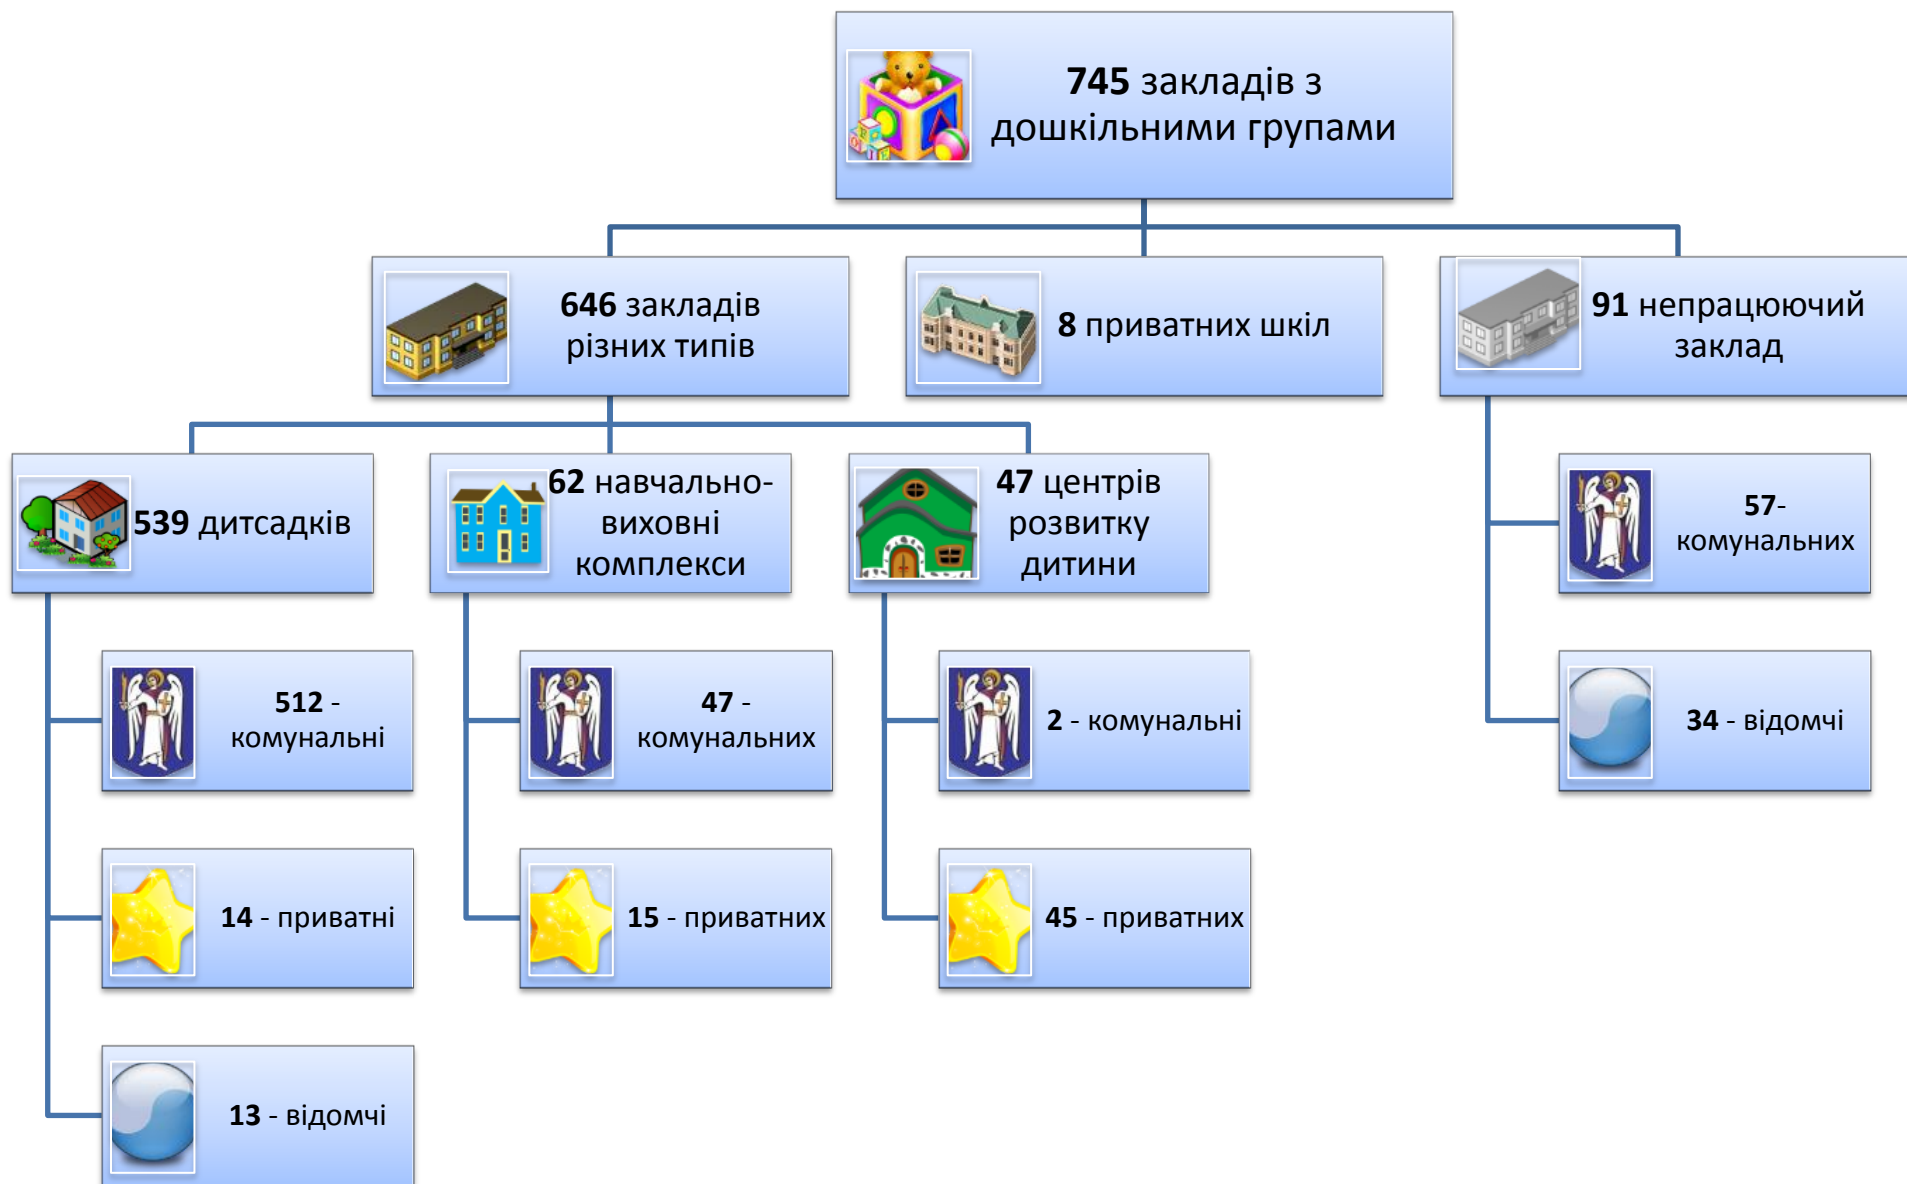 745 закладів з
дошкільними групами
646 закладів
різних типів
8 приватних шкіл
91 непрацюючий
заклад
539 дитсадків
62 навчально-
виховні
комплекси
47 центрів
розвитку
дитини
57-
комунальних
512 -
комунальні
47 -
комунальних
2 - комунальні
34 - відомчі
14 - приватні
15 - приватних
45 - приватних
13 - відомчі